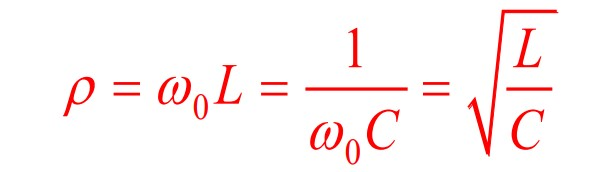 ρ = ω₀L = 1/(ω₀C) = √(L/C)